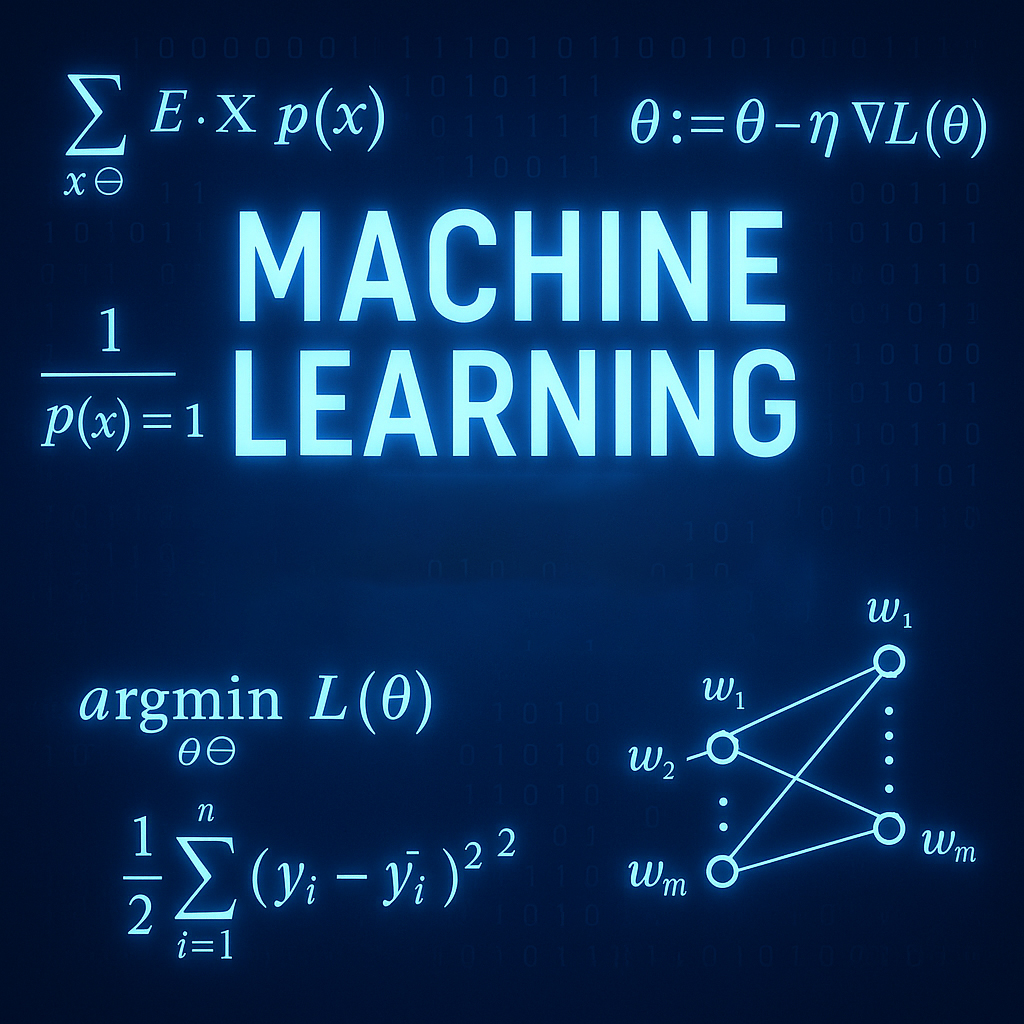 ∑ E · X p(x)
x ⊖
θ := θ − η ∇L(θ)
MACHINE
LEARNING
1
p(x) = 1
argmin L(θ)
θ ⊖
n
1/2 ∑ (yᵢ − ȳᵢ)² ²
i=1
w₁
w₁
w₂
wₘ
wₘ